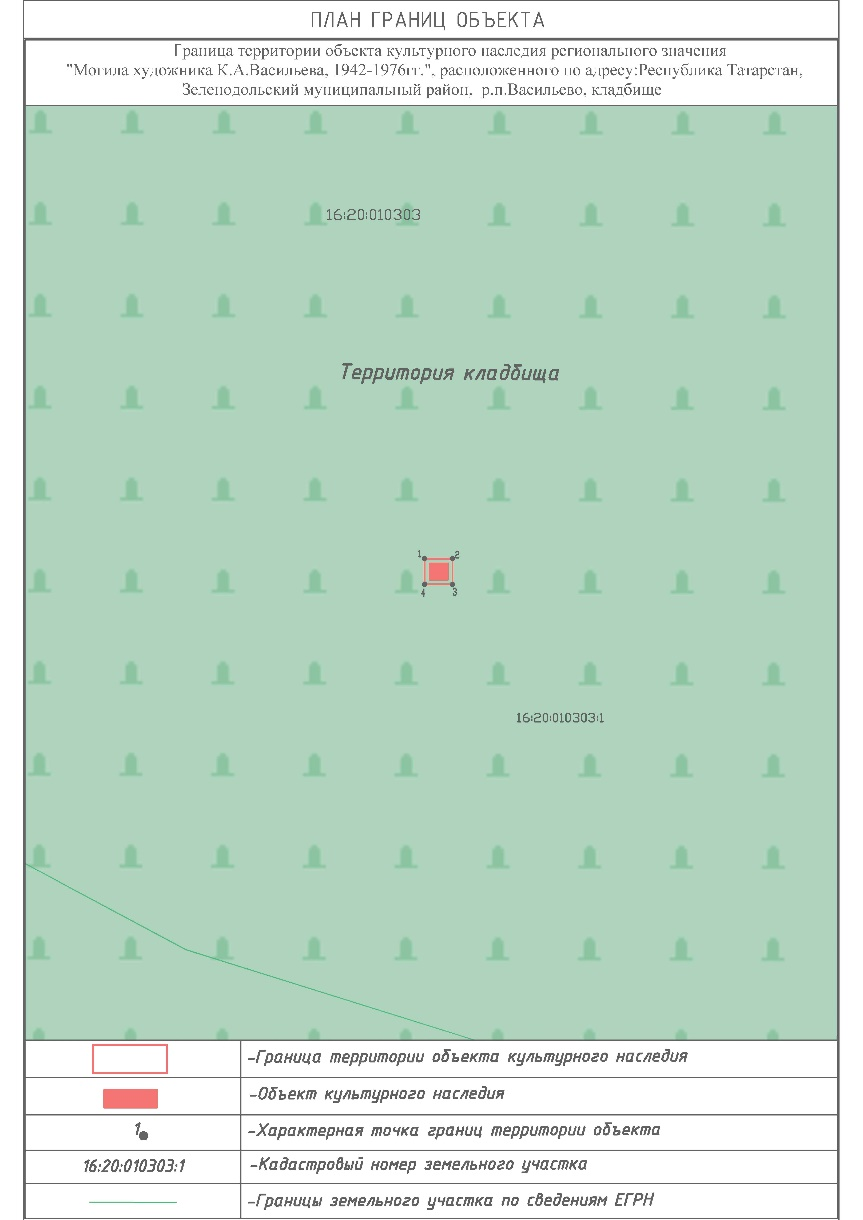 ПЛАН ГРАНИЦ ОБЪЕКТА
Граница территории объекта культурного наследия регионального значения
"Могила художника К.А.Васильева, 1942-1976гг.", расположенного по адресу:Республика Татарстан,
Зеленодольский муниципальный район, р.п.Васильево, кладбище
16:20:010303
Территория кладбища
1 2
4 3
16:20:010303:1
-Граница территории объекта культурного наследия
-Объект культурного наследия
1 -Характерная точка границ территории объекта
16:20:010303:1 -Кадастровый номер земельного участка
-Границы земельного участка по сведениям ЕГРН